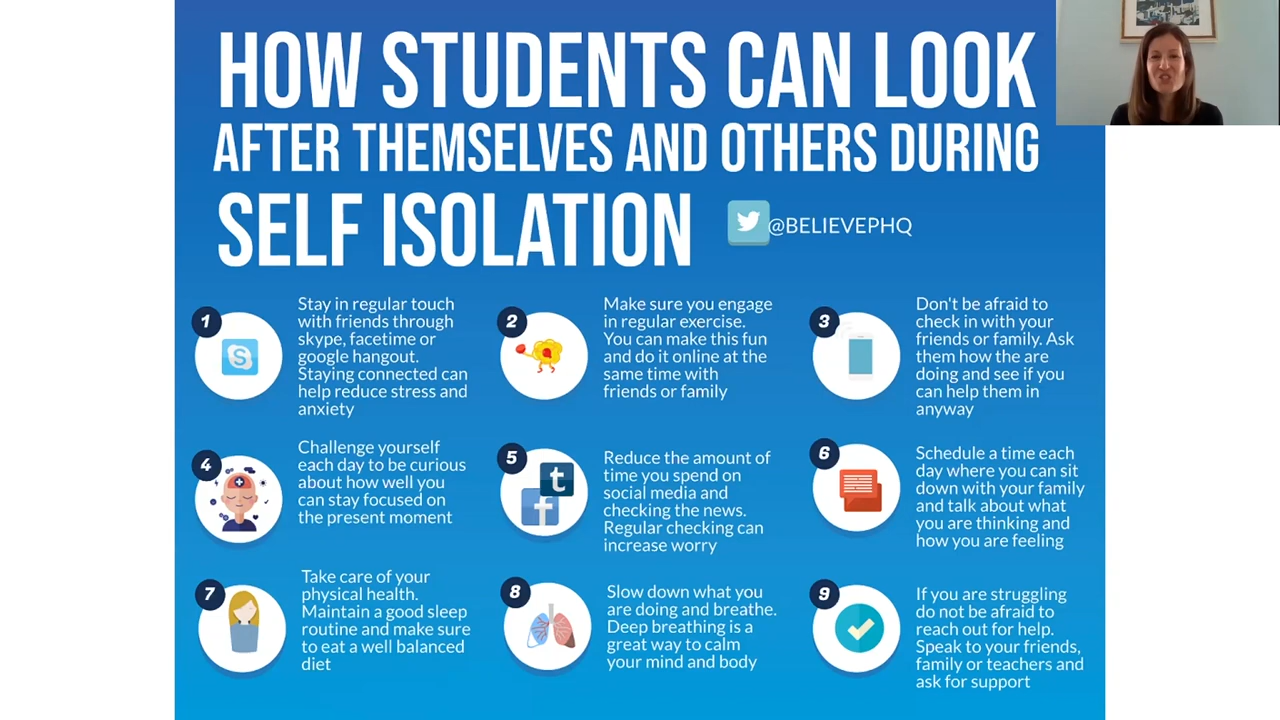 HOW STUDENTS CAN LOOK
AFTER THEMSELVES AND OTHERS DURING
SELF ISOLATION
@BELIEVEPHQ
1
Stay in regular touch
with friends through
skype, facetime or
google hangout.
Staying connected can
help reduce stress and
anxiety
2
Make sure you engage
in regular exercise.
You can make this fun
and do it online at the
same time with
friends or family
3
Don't be afraid to
check in with your
friends or family. Ask
them how the are
doing and see if you
can help them in
anyway
4
Challenge yourself
each day to be curious
about how well you
can stay focused on
the present moment
5
Reduce the amount of
time you spend on
social media and
checking the news.
Regular checking can
increase worry
6
Schedule a time each
day where you can sit
down with your family
and talk about what
you are thinking and
how you are feeling
7
Take care of your
physical health.
Maintain a good sleep
routine and make sure
to eat a well balanced
diet
8
Slow down what you
are doing and breathe.
Deep breathing is a
great way to calm
your mind and body
9
If you are struggling
do not be afraid to
reach out for help.
Speak to your friends,
family or teachers and
ask for support